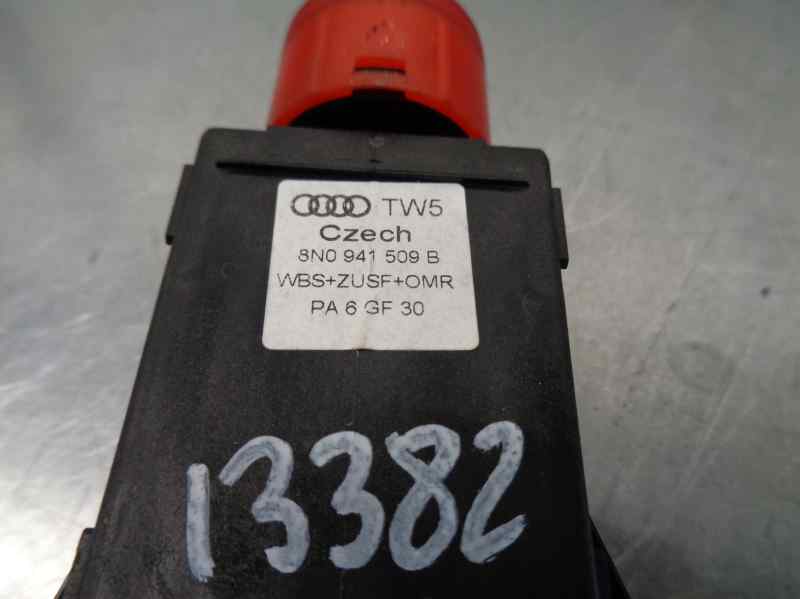 TW5
Czech
8N0 941 509 B
WBS+ZUSF+OMR
PA 6 GF 30
13382